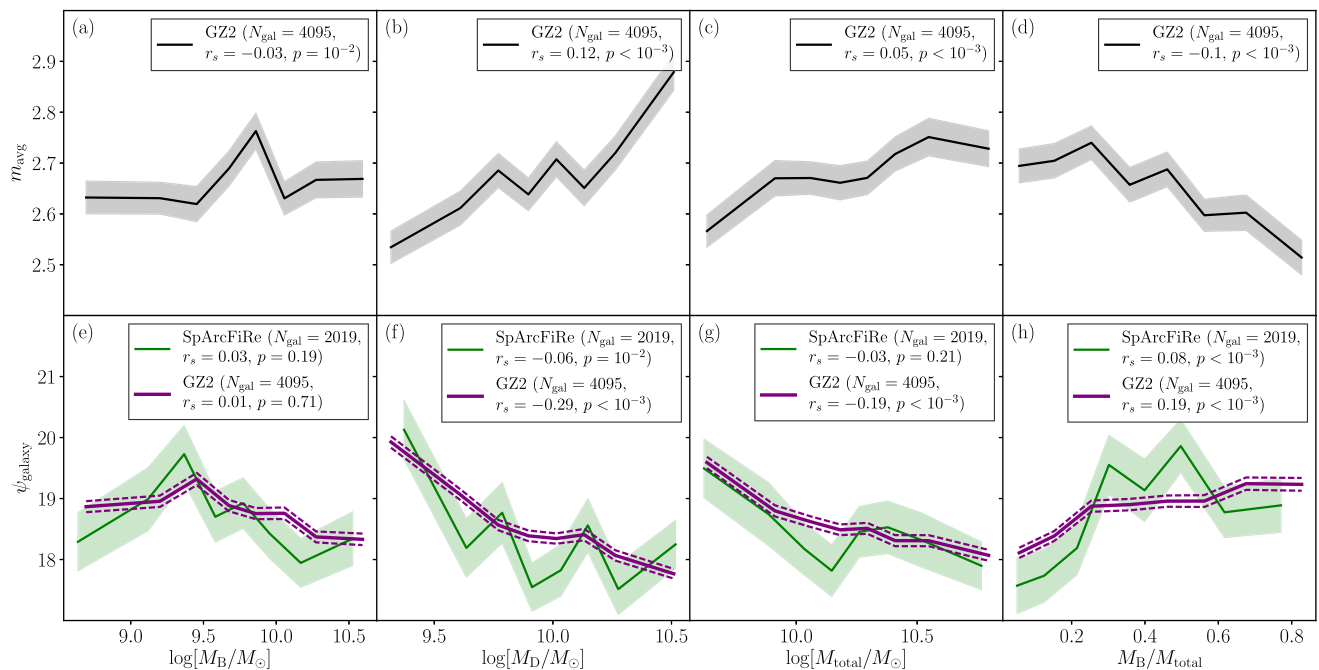 (a)
GZ2 (N_gal = 4095,
r_s = −0.03, p = 10^−2)
(b)
GZ2 (N_gal = 4095,
r_s = 0.12, p < 10^−3)
(c)
GZ2 (N_gal = 4095,
r_s = 0.05, p < 10^−3)
(d)
GZ2 (N_gal = 4095,
r_s = −0.1, p < 10^−3)
2.9
2.8
2.7
2.6
2.5
m_avg
(e)
SpArcFiRe (N_gal = 2019,
r_s = 0.03, p = 0.19)
GZ2 (N_gal = 4095,
r_s = 0.01, p = 0.71)
(f)
SpArcFiRe (N_gal = 2019,
r_s = −0.06, p = 10^−2)
GZ2 (N_gal = 4095,
r_s = −0.29, p < 10^−3)
(g)
SpArcFiRe (N_gal = 2019,
r_s = −0.03, p = 0.21)
GZ2 (N_gal = 4095,
r_s = −0.19, p < 10^−3)
(h)
SpArcFiRe (N_gal = 2019,
r_s = 0.08, p < 10^−3)
GZ2 (N_gal = 4095,
r_s = 0.19, p < 10^−3)
21
20
19
18
ψ_galaxy
9.0 9.5 10.0 10.5
log[M_B/M_⊙]
9.5 10.0 10.5
log[M_D/M_⊙]
10.0 10.5
log[M_total/M_⊙]
0.2 0.4 0.6 0.8
M_B/M_total